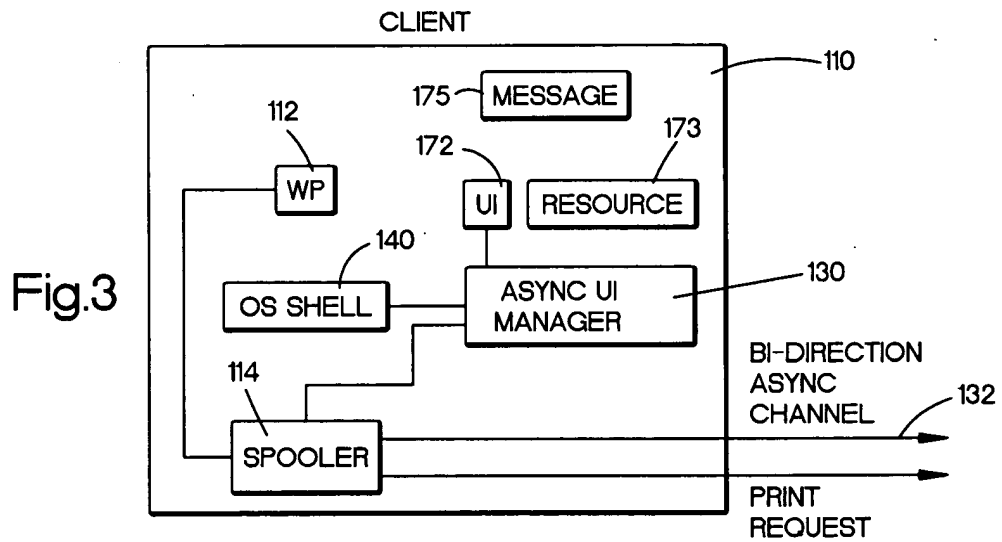 CLIENT
110
175
MESSAGE
112
172
173
WP
UI
RESOURCE
140
130
Fig.3
OS SHELL
ASYNC UI
MANAGER
BI-DIRECTION
ASYNC
CHANNEL
132
114
SPOOLER
PRINT
REQUEST